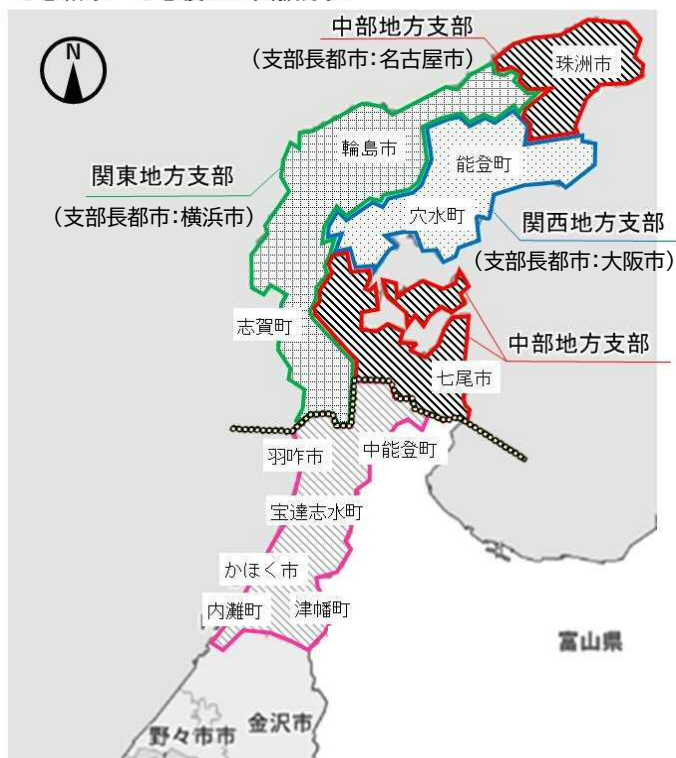 中部地方支部
(支部長都市:名古屋市)
N
珠洲市
輪島市
能登町
関東地方支部
(支部長都市:横浜市)
穴水町
関西地方支部
(支部長都市:大阪市)
志賀町
中部地方支部
七尾市
羽咋市
中能登町
宝達志水町
かほく市
内灘町
津幡町
富山県
金沢市
野々市市